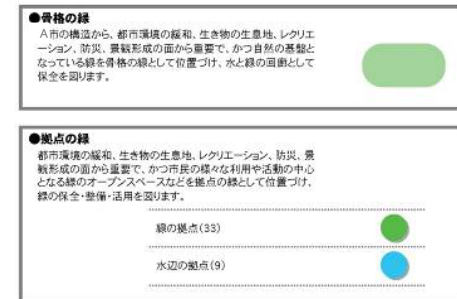 ●骨格の緑
A市の構造から、都市環境の緩和、生き物の生息地、レクリエ
ーション、防災、景観形成の面から重要で、かつ自然の基盤と
なっている緑を骨格の緑として位置づけ、水と緑の回廊として
保全を図ります。
●拠点の緑
都市環境の緩和、生き物の生息地、レクリエーション、防災、景
観形成の面から重要で、かつ市民の様々な利用や活動の中心
となる緑のオープンスペースなどを拠点の緑として位置づけ、
緑の保全・整備・活用を図ります。
緑の拠点(33)
水辺の拠点(9)